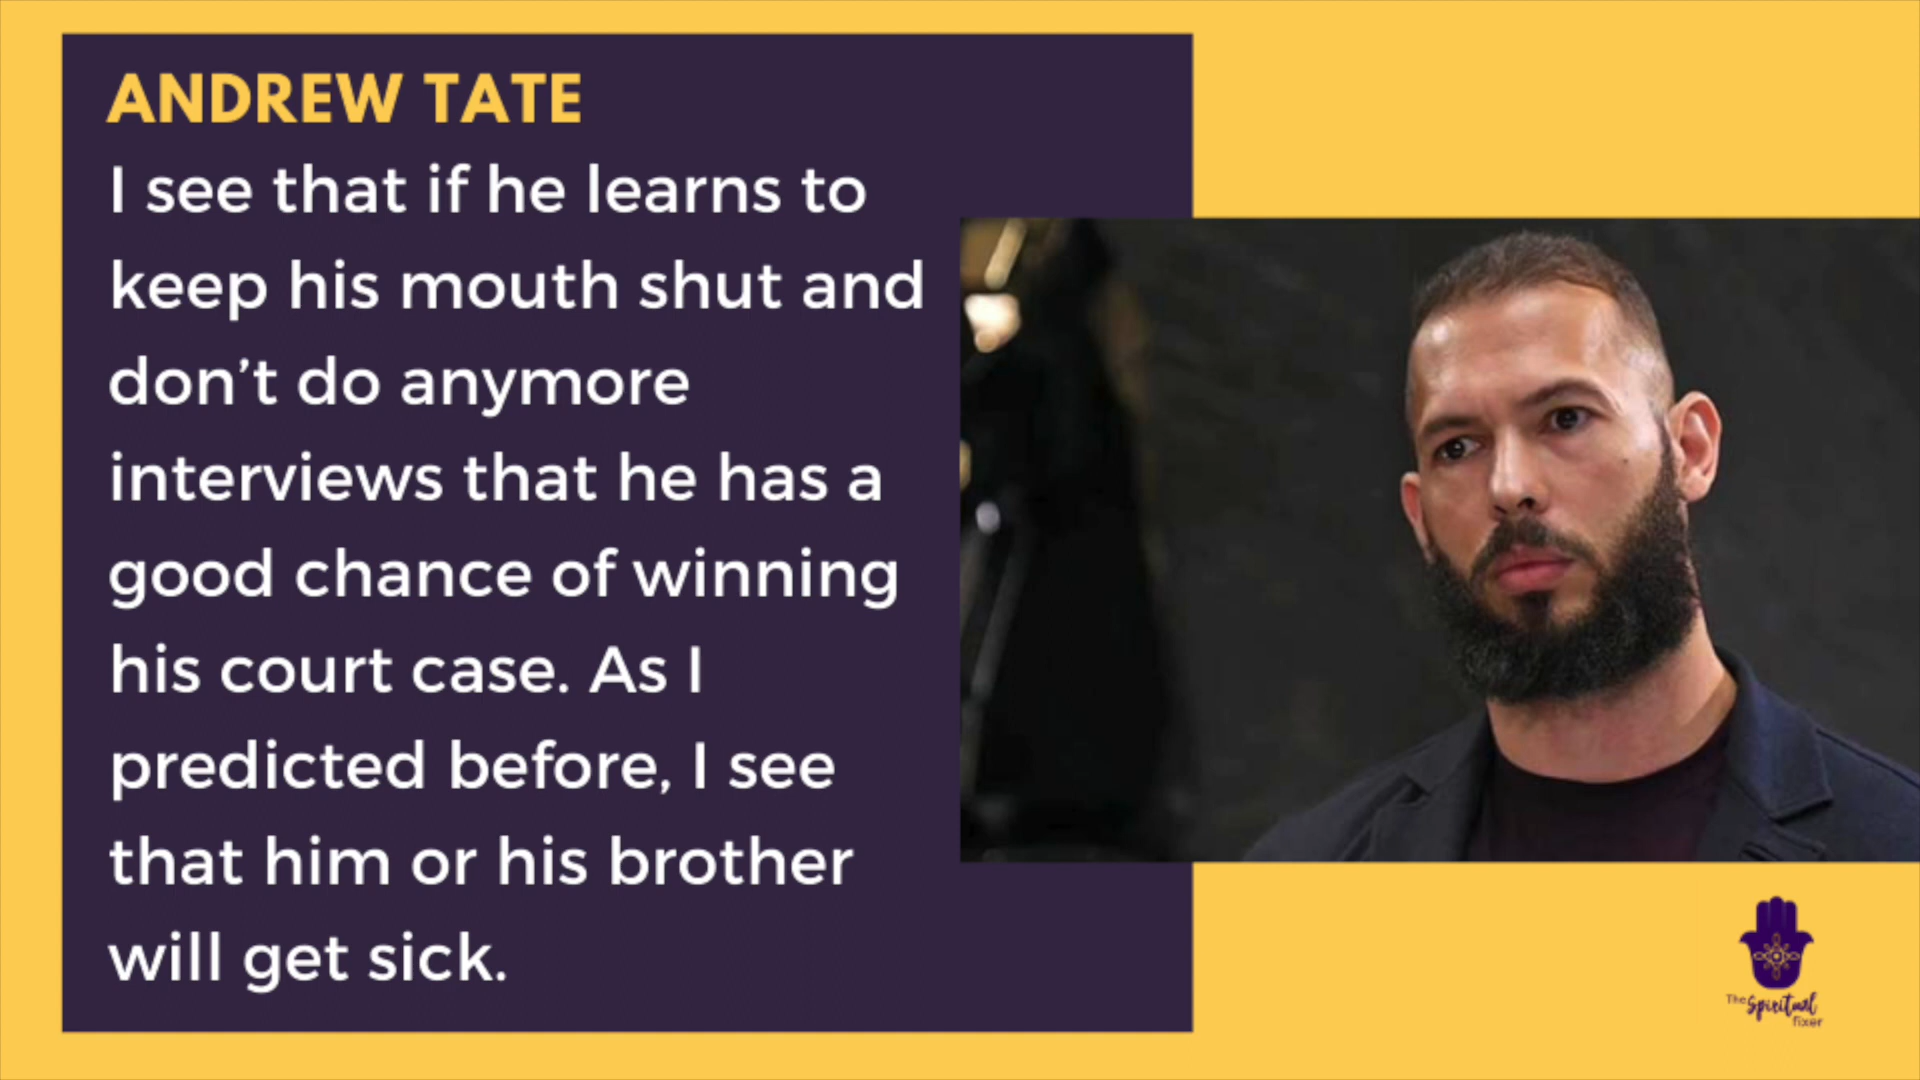 ANDREW TATE
I see that if he learns to
keep his mouth shut and
don’t do anymore
interviews that he has a
good chance of winning
his court case. As I
predicted before, I see
that him or his brother
will get sick.
The Spiritual
fixer